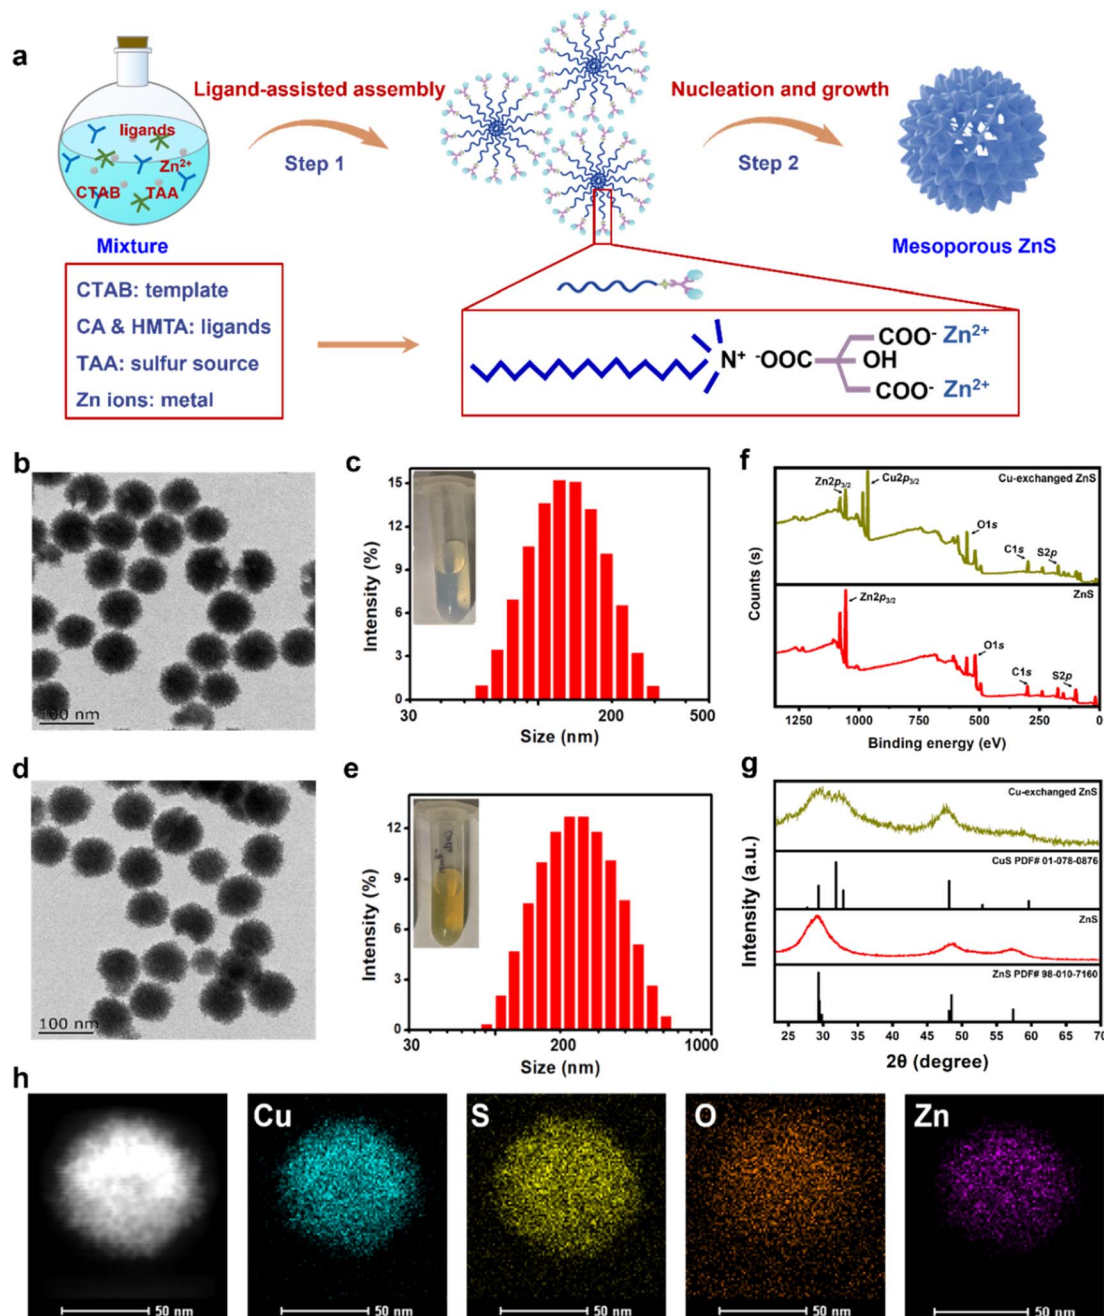 a
ligands
Zn²⁺
CTAB
TAA
Mixture
Ligand-assisted assembly
Step 1
Nucleation and growth
Step 2
Mesoporous ZnS
CTAB: template
CA & HMTA: ligands
TAA: sulfur source
Zn ions: metal
N⁺
⁻OOC
COO⁻ Zn²⁺
OH
COO⁻ Zn²⁺
b
100 nm
c
Intensity (%)
15
12
9
6
3
0
30
200
500
Size (nm)
d
100 nm
e
Intensity (%)
12
9
6
3
0
30
200
1000
Size (nm)
f
Counts (s)
Cu-exchanged ZnS
Zn2p3/2
Cu2p3/2
O1s
C1s
S2p
ZnS
Zn2p3/2
O1s
C1s
S2p
1350
1000
750
500
250
0
Binding energy (eV)
g
Intensity (a.u.)
Cu-exchanged ZnS
CuS PDF# 01-078-0876
ZnS
ZnS PDF# 98-010-7160
25
29
35
40
45
50
55
60
65
70
2θ (degree)
h
Cu
S
O
Zn
50 nm
50 nm
50 nm
50 nm
50 nm